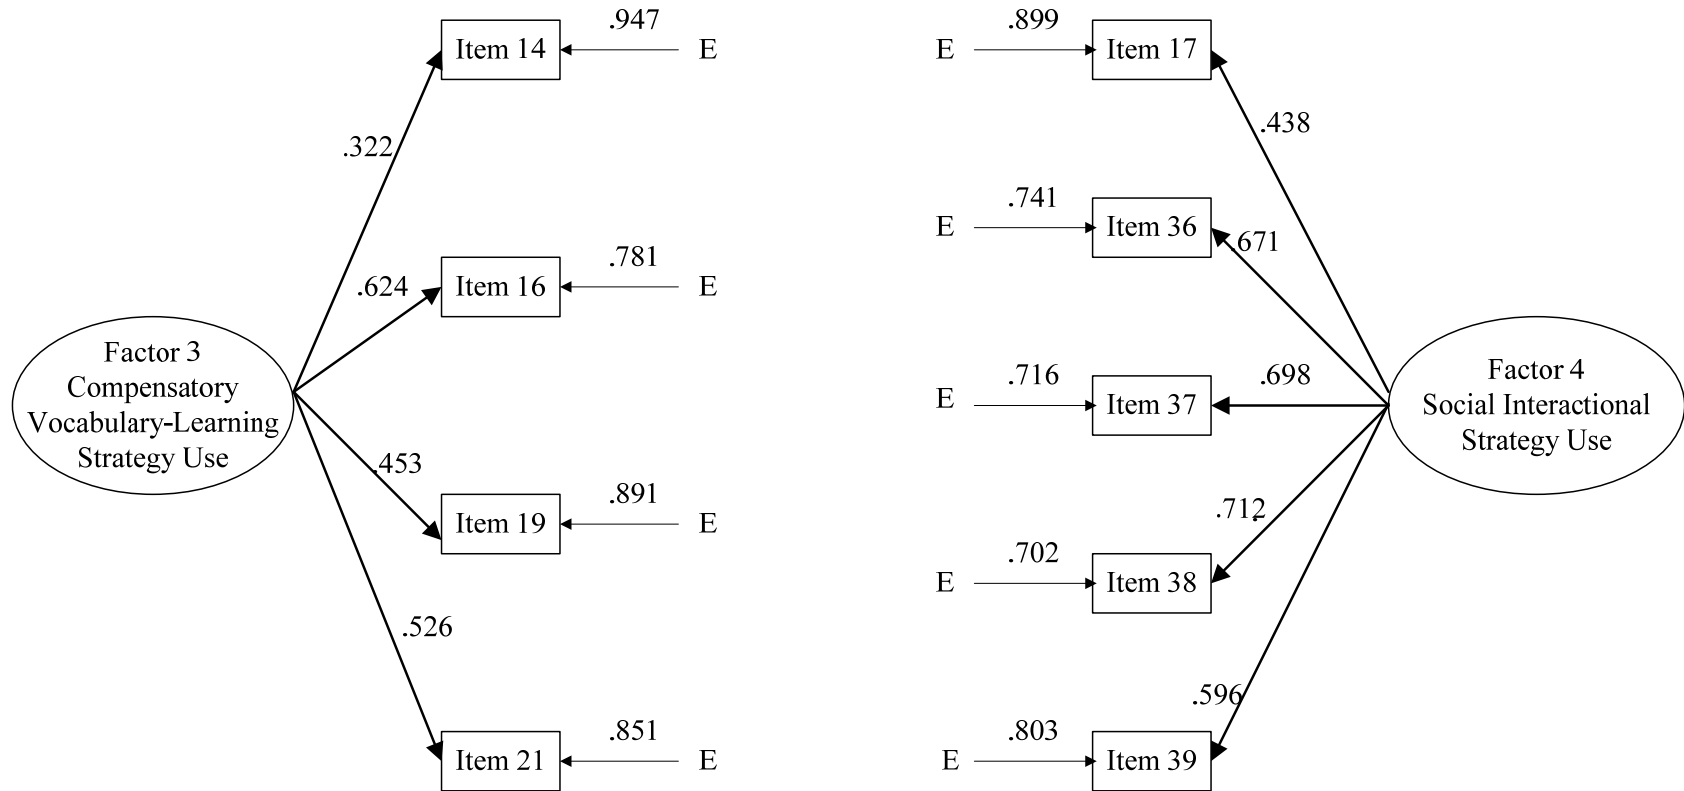 .947
Item 14
E
.322
.781
.624
Item 16
E
Factor 3
Compensatory
Vocabulary-Learning
Strategy Use
.453
.891
Item 19
E
.526
.851
Item 21
E
.899
E
Item 17
.438
.741
E
Item 36
.671
.716
E
Item 37
.698
Factor 4
Social Interactional
Strategy Use
.712
.702
E
Item 38
.596
.803
E
Item 39